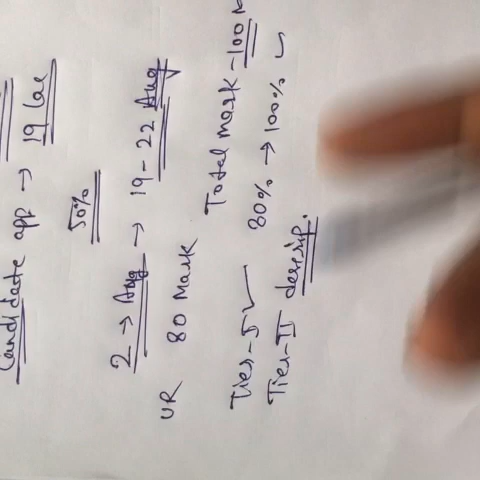 Candidate app → 19 lac
50%
2 → Aug → 19 - 22 Aug
UR 80 Mark
Total mark - 100
Tier-I ✓ 80% → 100% ✓
Tier-II descrip.